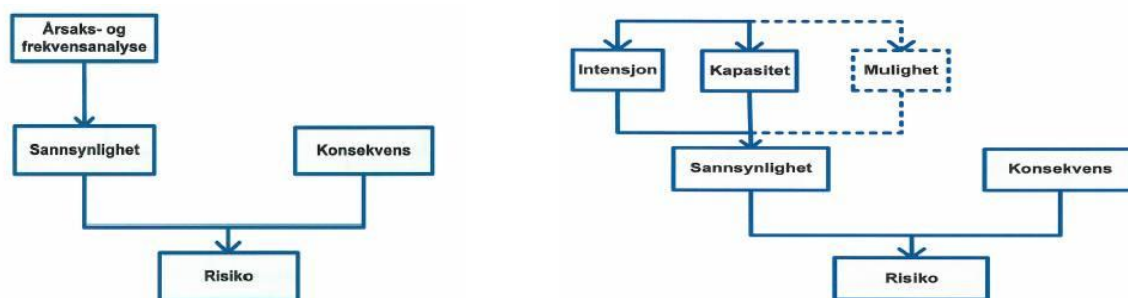 Årsaks- og
frekvensanalyse
Sannsynlighet
Konsekvens
Risiko
Intensjon
Kapasitet
Mulighet
Sannsynlighet
Konsekvens
Risiko